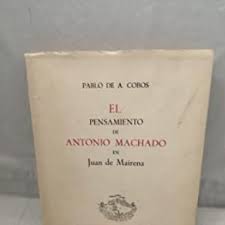 PABLO DE A. COBOS
EL
PENSAMIENTO
DE
ANTONIO MACHADO
EN
Juan de Mairena